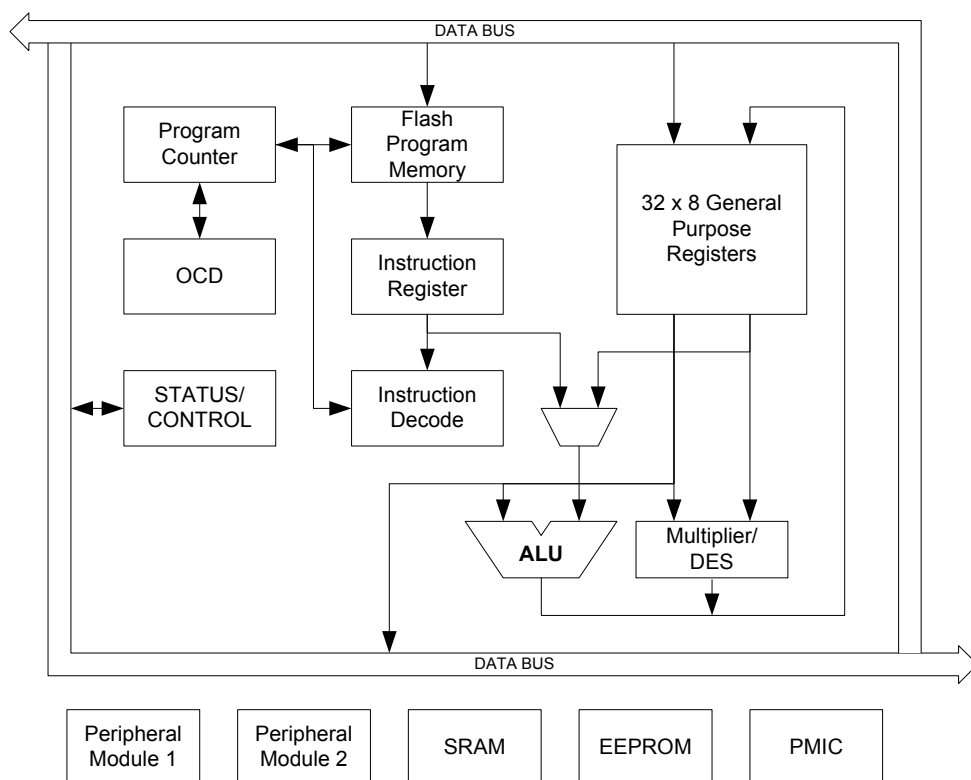 DATA BUS
Program
Counter
Flash
Program
Memory
32 x 8 General
Purpose
Registers
OCD
Instruction
Register
STATUS/
CONTROL
Instruction
Decode
ALU
Multiplier/
DES
DATA BUS
Peripheral
Module 1
Peripheral
Module 2
SRAM
EEPROM
PMIC